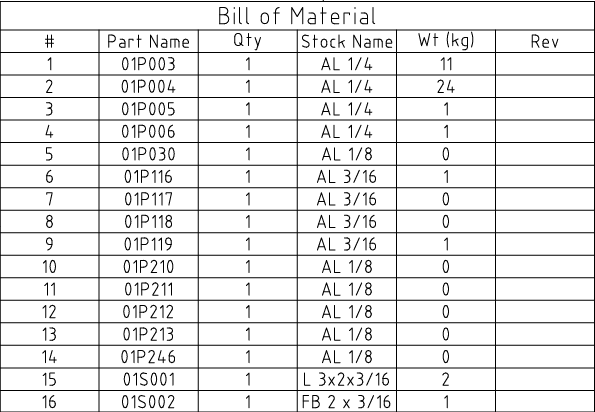 Bill of Material
# Part Name Qty Stock Name Wt (kg) Rev
1 01P003 1 AL 1/4 11
2 01P004 1 AL 1/4 24
3 01P005 1 AL 1/4 1
4 01P006 1 AL 1/4 1
5 01P030 1 AL 1/8 0
6 01P116 1 AL 3/16 1
7 01P117 1 AL 3/16 0
8 01P118 1 AL 3/16 0
9 01P119 1 AL 3/16 1
10 01P210 1 AL 1/8 0
11 01P211 1 AL 1/8 0
12 01P212 1 AL 1/8 0
13 01P213 1 AL 1/8 0
14 01P246 1 AL 1/8 0
15 01S001 1 L 3x2x3/16 2
16 01S002 1 FB 2 x 3/16 1